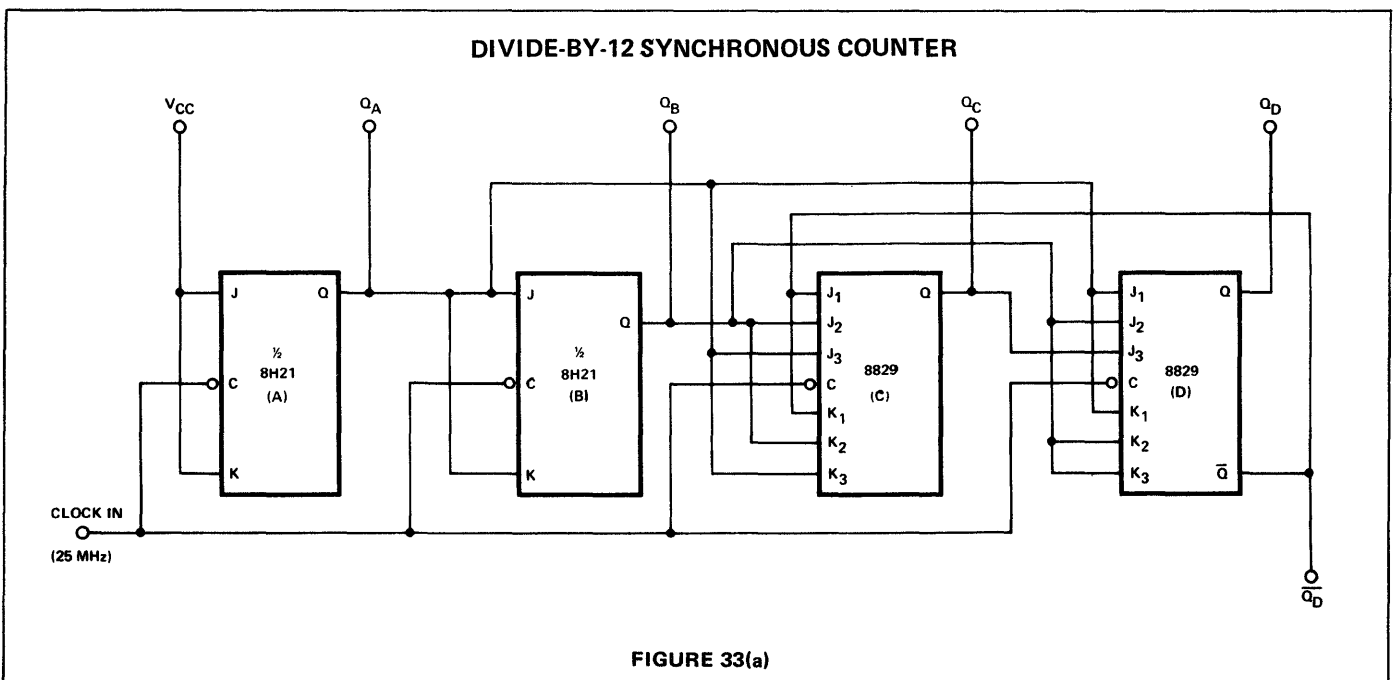 DIVIDE-BY-12 SYNCHRONOUS COUNTER
VCC QA QB QC QD
J Q
½
8H21
(A)
C
K
J
Q
½
8H21
(B)
C
K
J1 Q
J2
J3
C
8829
(C)
K1
K2
K3
J1 Q
J2
J3
C
8829
(D)
K1
K2
K3 Q̅
CLOCK IN
(25 MHz)
Q̅D
FIGURE 33(a)